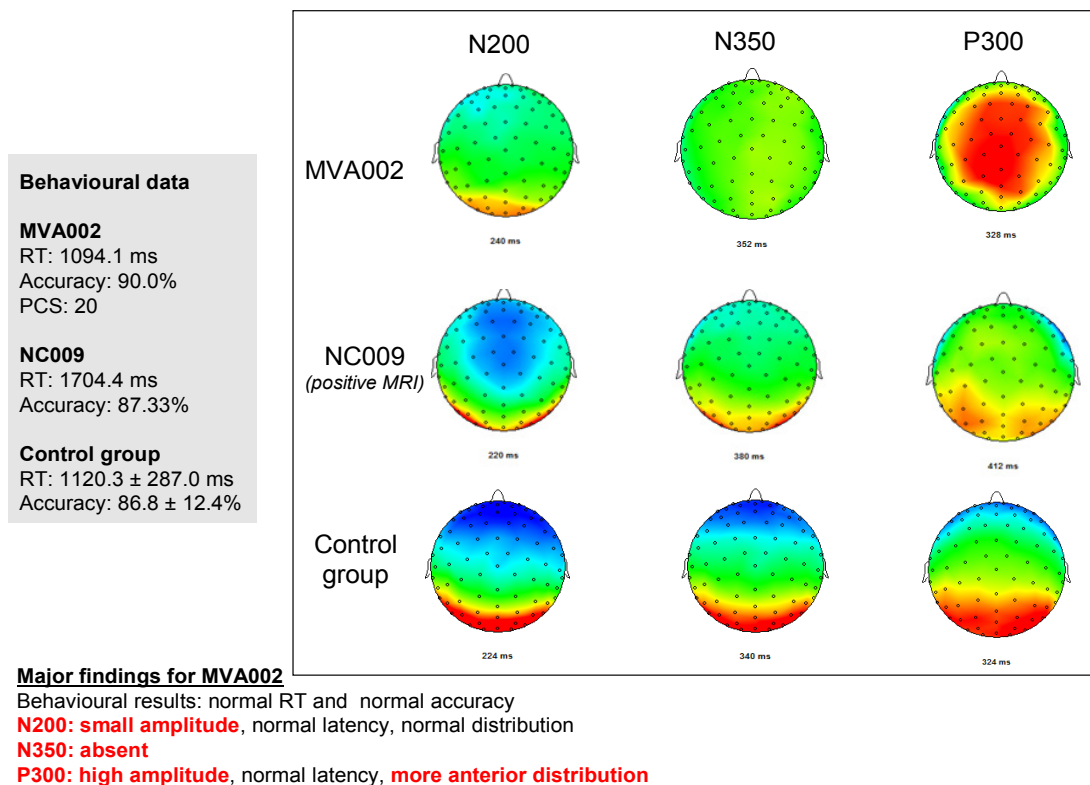 N200 N350 P300
MVA002
240 ms 352 ms 328 ms
NC009
(positive MRI)
220 ms 380 ms 412 ms
Control
group
224 ms 340 ms 324 ms
Behavioural data
MVA002
RT: 1094.1 ms
Accuracy: 90.0%
PCS: 20
NC009
RT: 1704.4 ms
Accuracy: 87.33%
Control group
RT: 1120.3 ± 287.0 ms
Accuracy: 86.8 ± 12.4%
Major findings for MVA002
Behavioural results: normal RT and normal accuracy
N200: small amplitude, normal latency, normal distribution
N350: absent
P300: high amplitude, normal latency, more anterior distribution